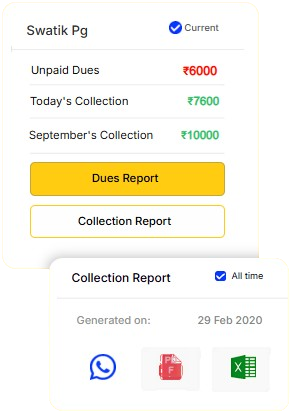 Swatik Pg
Current
Unpaid Dues ₹6000
Today's Collection ₹7600
September's Collection ₹10000
Dues Report
Collection Report
Collection Report
All time
Generated on: 29 Feb 2020
X